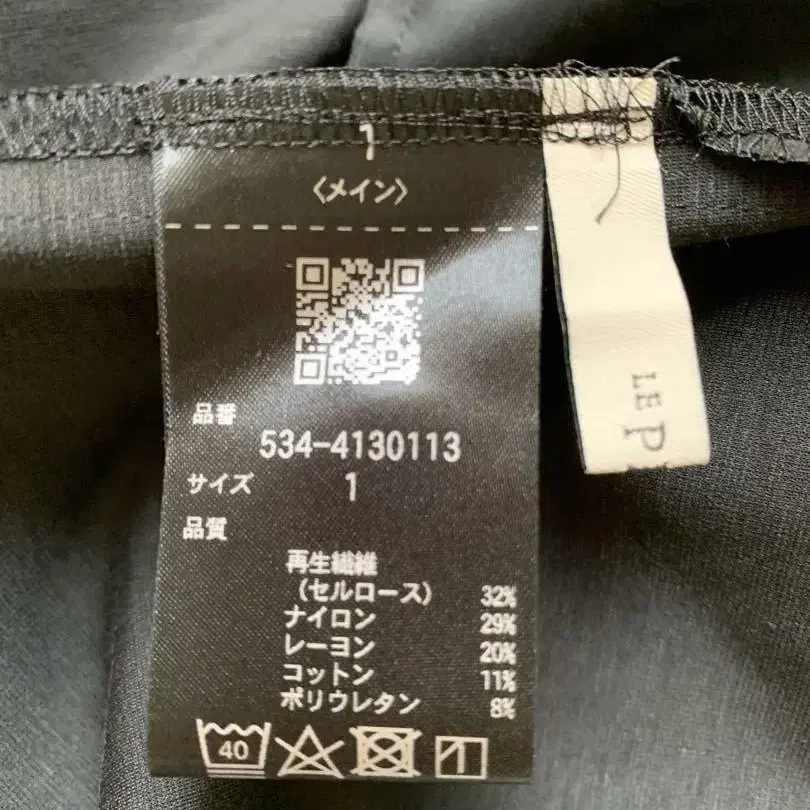 1
〈メイン〉
品番
534-4130113
サイズ 1
品質
再生繊維
(セルロース) 32%
ナイロン 29%
レーヨン 20%
コットン 11%
ポリウレタン 8%
40
LE